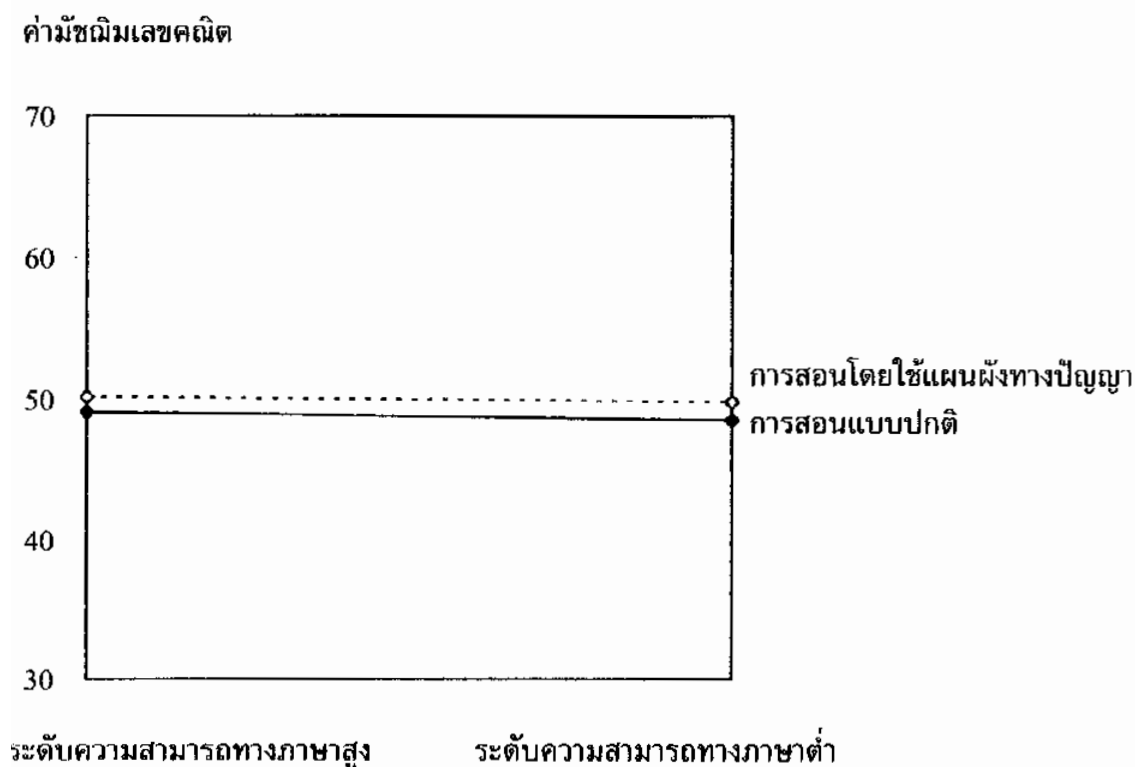 ค่ามัชฌิมเลขคณิต
70
60
การสอนโดยใช้แผนผังทางปัญญา
50
การสอนแบบปกติ
40
30
ระดับความสามารถทางภาษาสูง ระดับความสามารถทางภาษาต่ำ